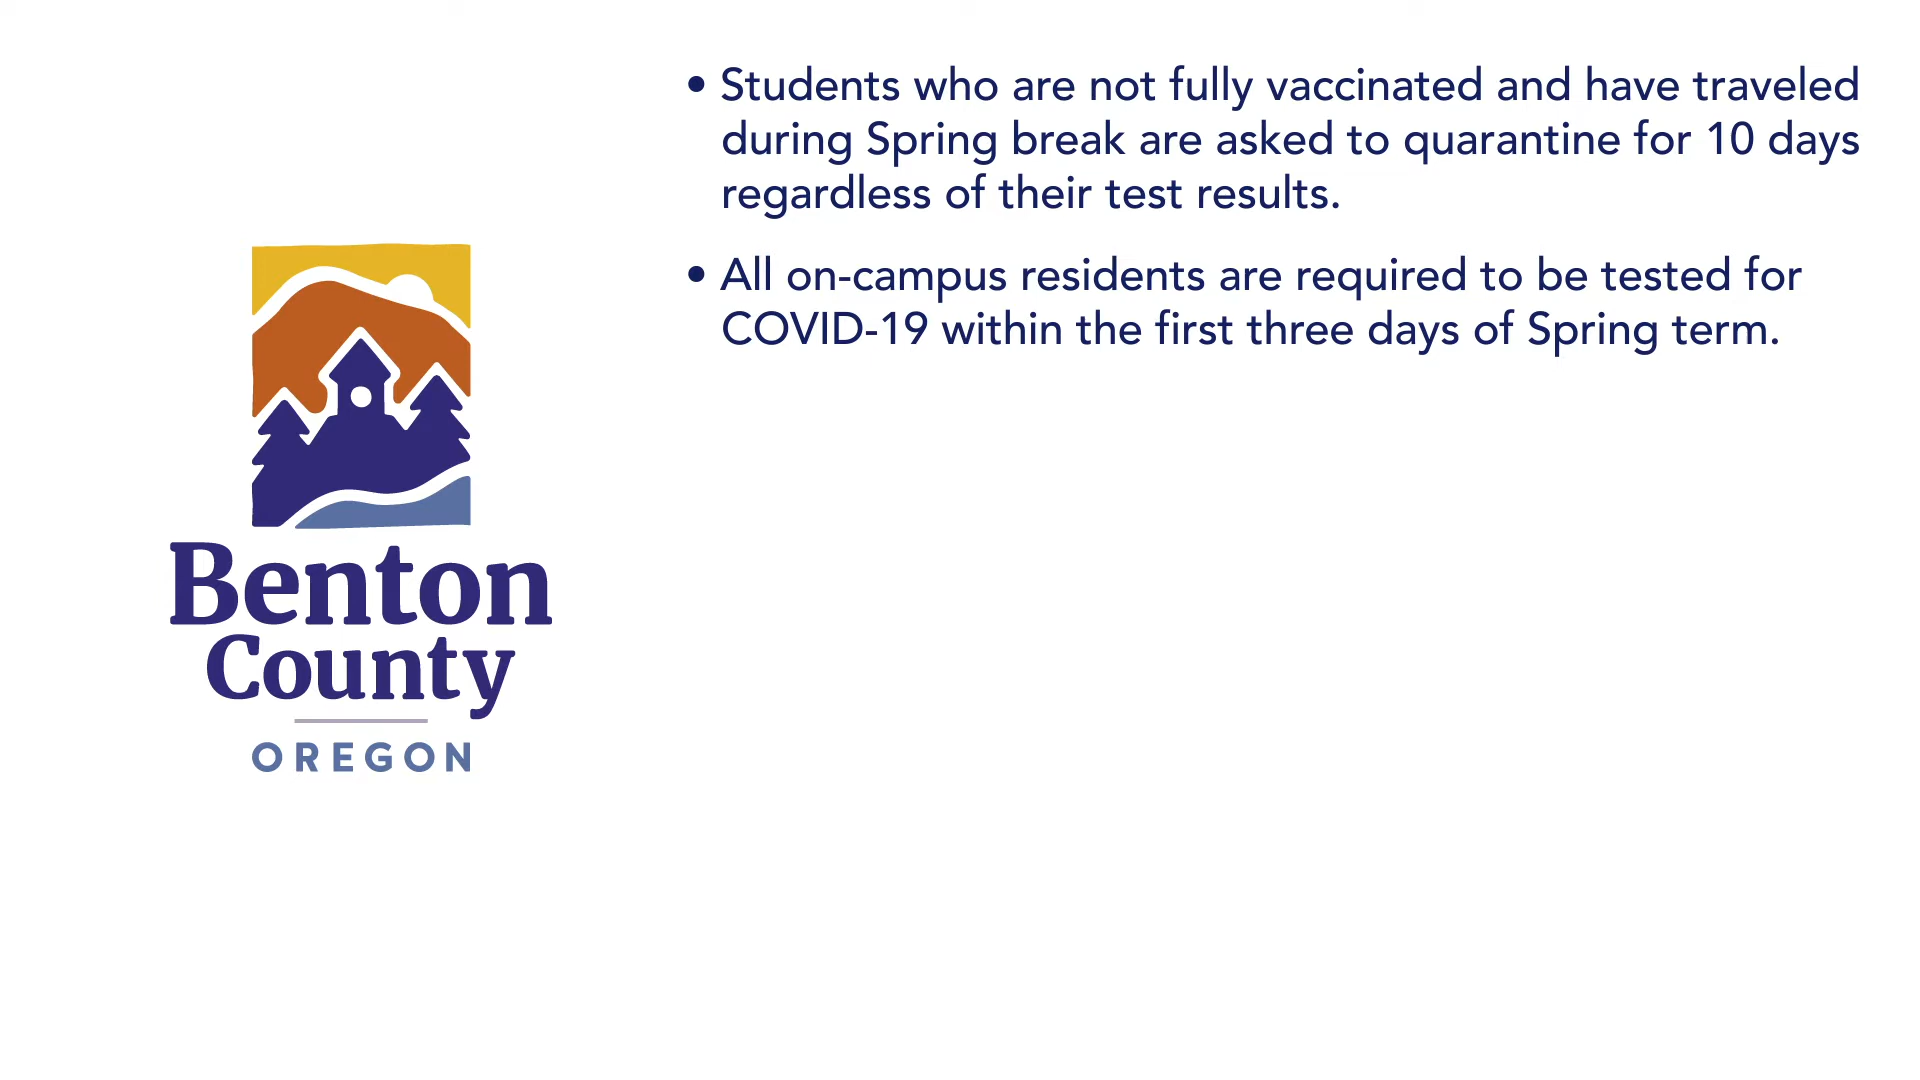 • Students who are not fully vaccinated and have traveled
during Spring break are asked to quarantine for 10 days
regardless of their test results.
• All on-campus residents are required to be tested for
COVID-19 within the first three days of Spring term.
Benton
County
OREGON